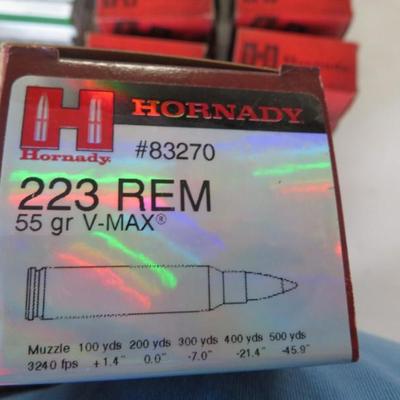 HORNADY
Hornady
Hornady
#83270
223 REM
55 gr V-MAX®
Muzzle 100 yds 200 yds 300 yds 400 yds 500 yds
3240 fps +1.4" 0.0" -7.0" -21.4" -45.9"